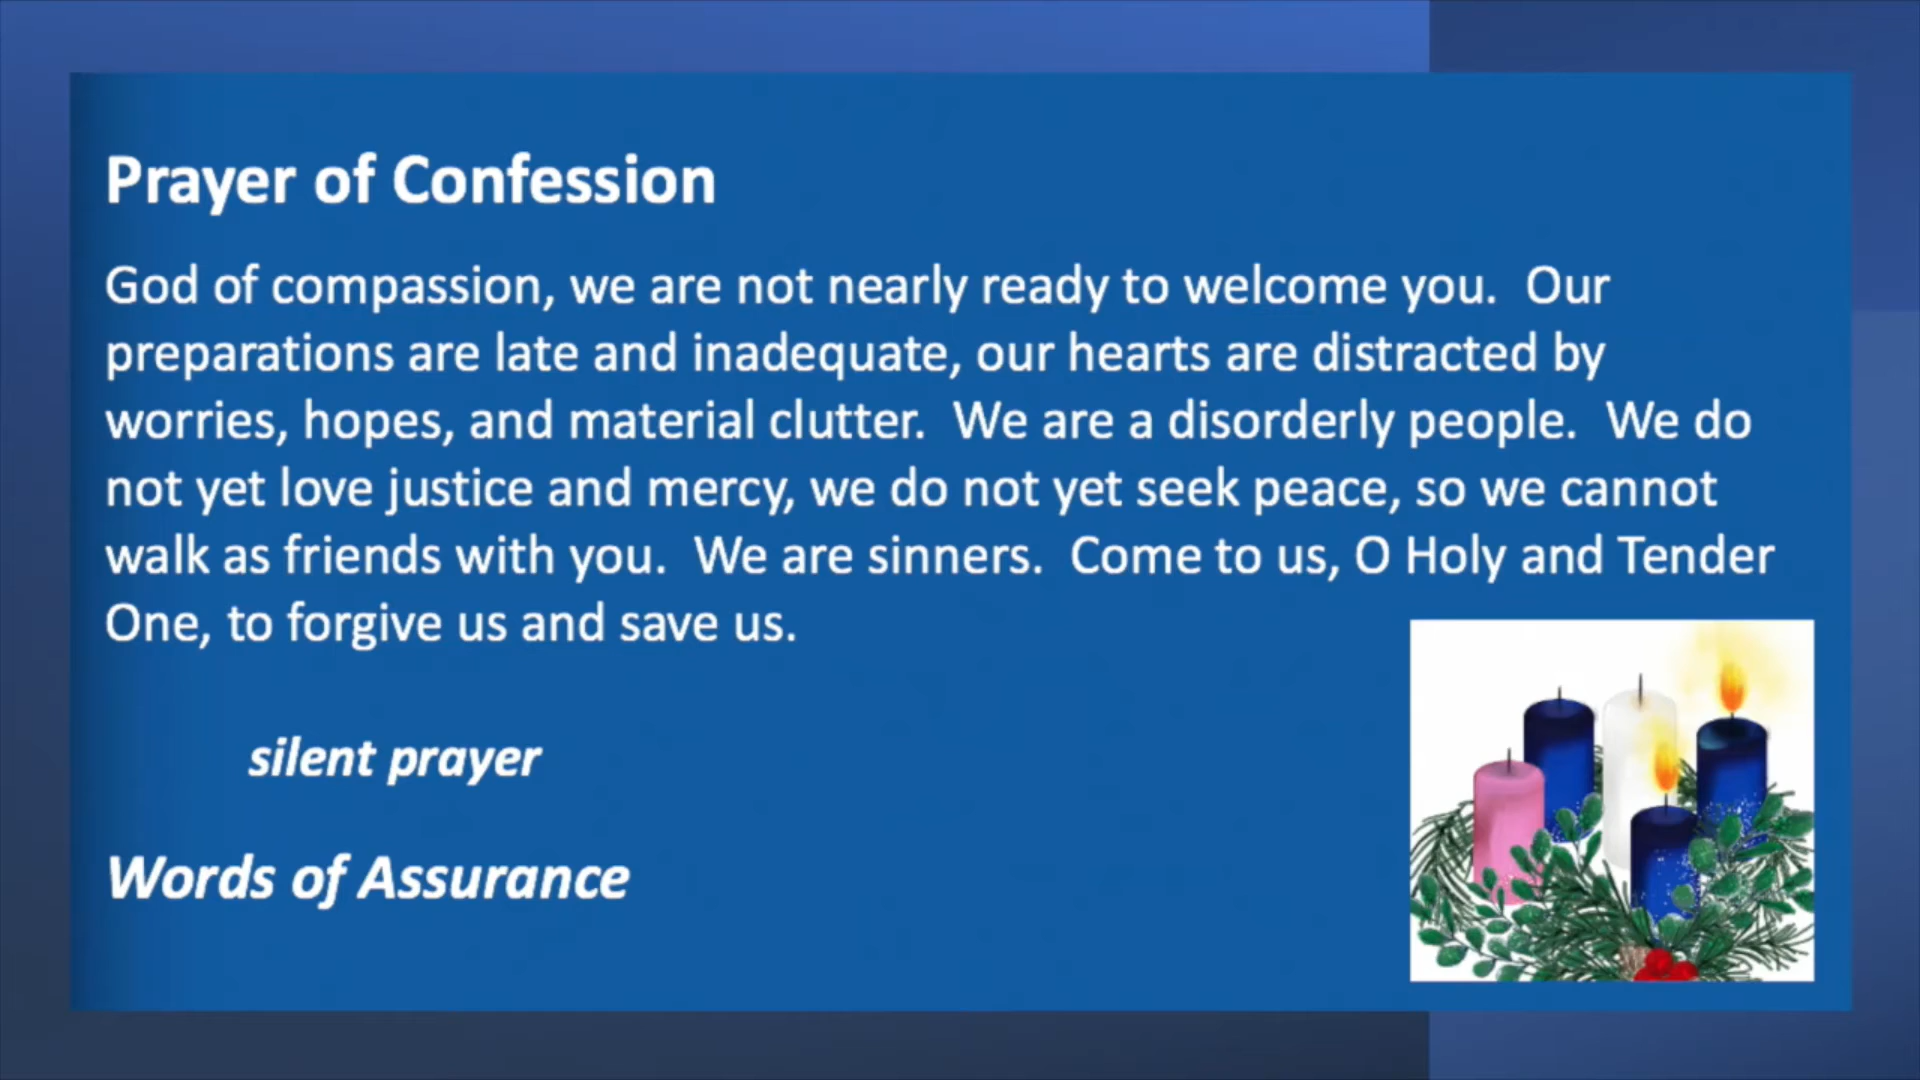 Prayer of Confession
God of compassion, we are not nearly ready to welcome you.  Our
preparations are late and inadequate, our hearts are distracted by
worries, hopes, and material clutter.  We are a disorderly people.  We do
not yet love justice and mercy, we do not yet seek peace, so we cannot
walk as friends with you.  We are sinners.  Come to us, O Holy and Tender
One, to forgive us and save us.
silent prayer
Words of Assurance